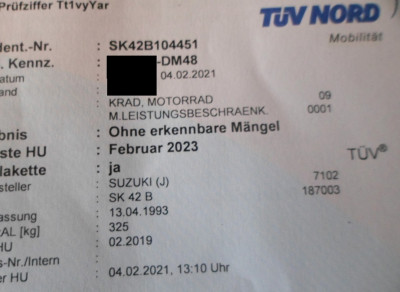 Prüfziffer Tt1vyYar
TÜV NORD
Mobilität
dent.-Nr. : SK42B104451
. Kennz. : -DM48
atum : 04.02.2021
and :
: KRAD, MOTORRAD 09
M.LEISTUNGSBESCHRAENK. 0001
bnis : Ohne erkennbare Mängel
ste HU : Februar 2023
TÜV®
lakette : ja
steller : SUZUKI (J) 7102
: SK 42 B 187003
assung : 13.04.1993
AL [kg] : 325
HU : 02.2019
s-Nr./Intern :
er HU : 04.02.2021, 13:10 Uhr